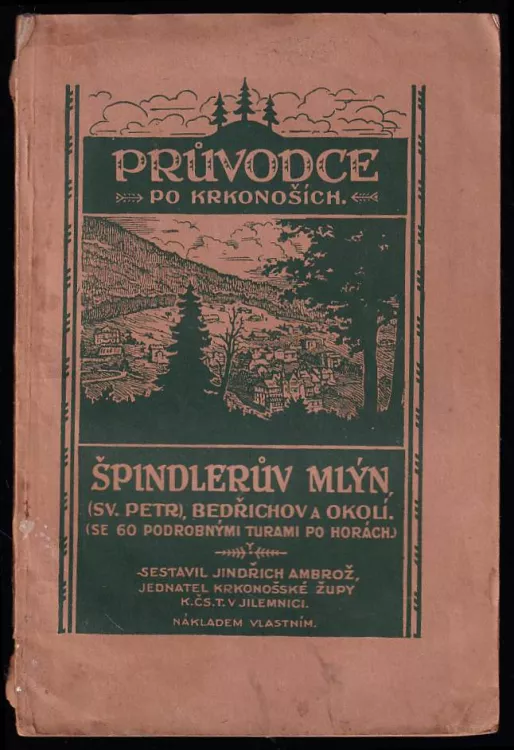 PRŮVODCE
PO KRKONOŠÍCH.
ŠPINDLERŮV MLÝN,
(SV. PETR), BEDŘICHOV A OKOLÍ.
(SE 60 PODROBNÝMI TURAMI PO HORÁCH.)
SESTAVIL JINDŘICH AMBROŽ,
JEDNATEL KRKONOŠSKÉ ŽUPY
K.ČS.T. V JILEMNICI.
NÁKLADEM VLASTNÍM.